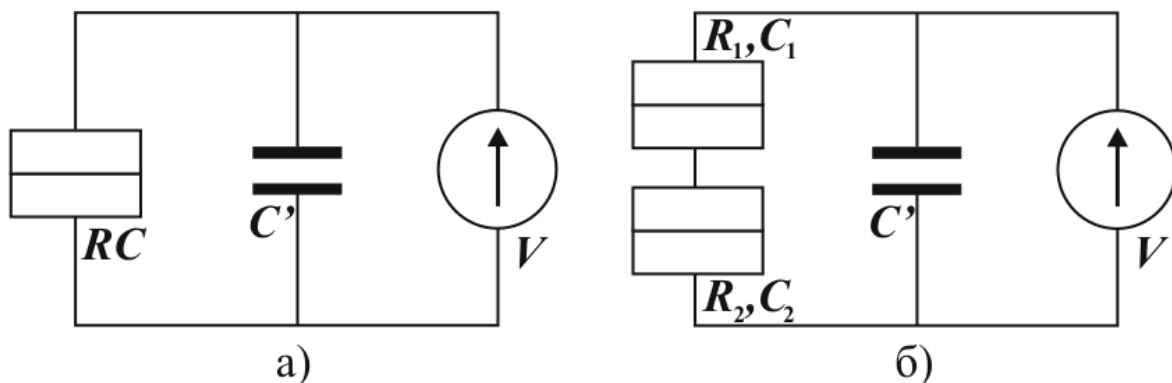 RC
C’
V
а)
R₁,C₁
R₂,C₂
C’
V
б)